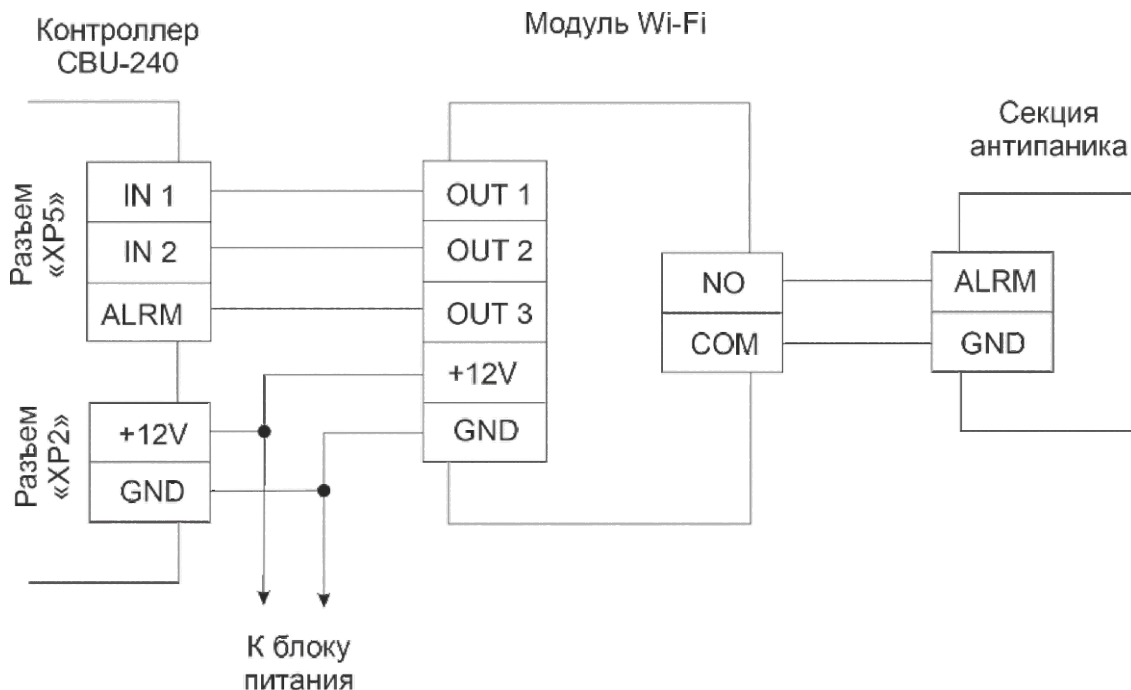 Контроллер
CBU-240
Модуль Wi-Fi
Секция
антипаника
Разъем
«XP5»
IN 1
IN 2
ALRM
OUT 1
OUT 2
OUT 3
+12V
GND
NO
COM
ALRM
GND
Разъем
«XP2»
+12V
GND
К блоку
питания